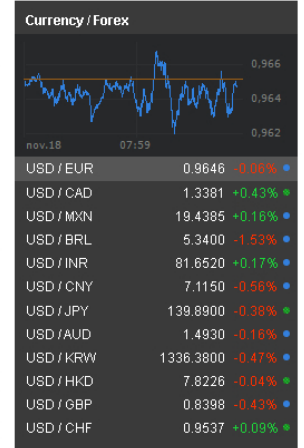 Currency / Forex
0,966
0,964
0,962
nov.18 07:59
USD / EUR 0.9646 -0.06%
USD / CAD 1.3381 +0.43%
USD / MXN 19.4385 +0.16%
USD / BRL 5.3400 -1.53%
USD / INR 81.6520 +0.17%
USD / CNY 7.1150 -0.56%
USD / JPY 139.8900 -0.38%
USD / AUD 1.4930 -0.16%
USD / KRW 1336.3800 -0.47%
USD / HKD 7.8226 -0.04%
USD / GBP 0.8398 -0.43%
USD / CHF 0.9537 +0.09%